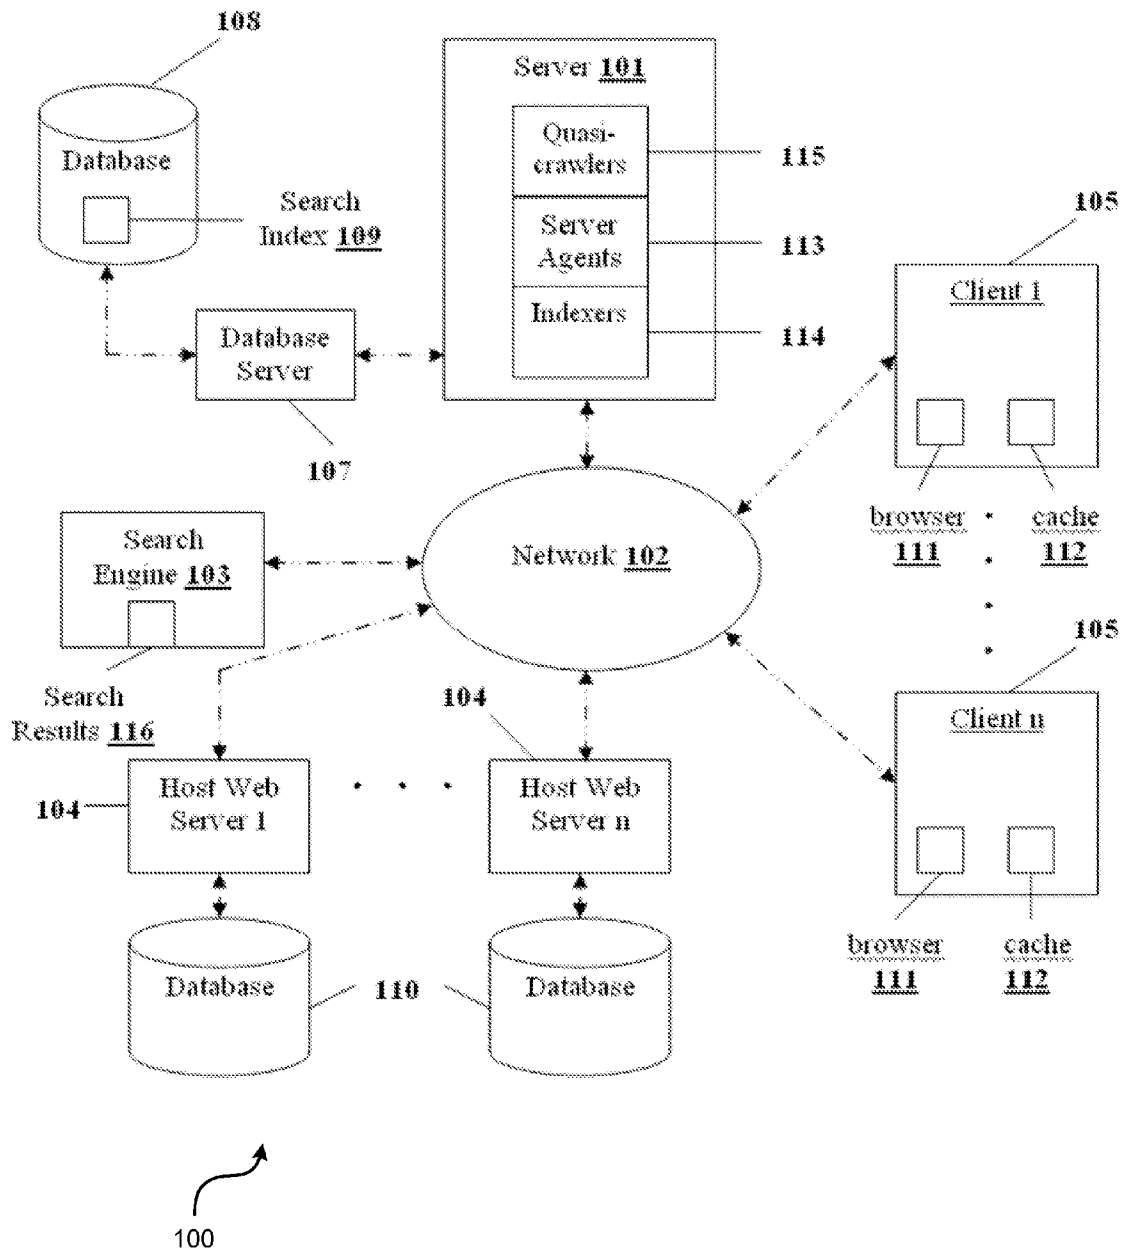 108
Server 101
Database
Quasi-
crawlers
115
Search
Index 109
Server
Agents
113
105
Client 1
Indexers
114
Database
Server
107
browser
111
cache
112
Search
Engine 103
Network 102
105
Search
Results 116
104
Client n
104
Host Web
Server 1
Host Web
Server n
browser
111
cache
112
Database
110
Database
100